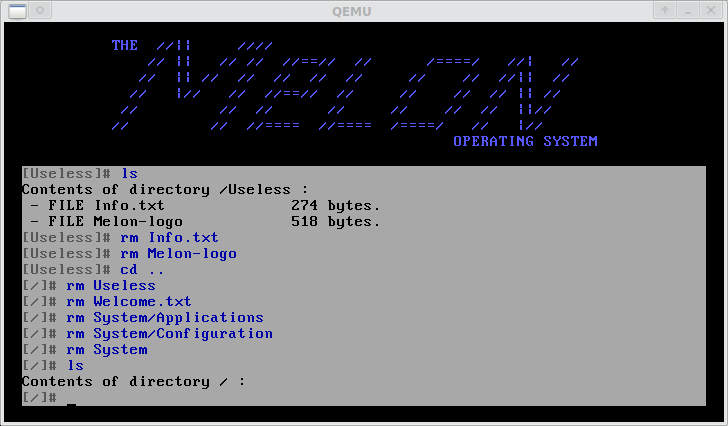 QEMU
THE
MELON
OPERATING SYSTEM
[Useless]# ls
Contents of directory /Useless :
- FILE Info.txt 274 bytes.
- FILE Melon-logo 518 bytes.
[Useless]# rm Info.txt
[Useless]# rm Melon-logo
[Useless]# cd ..
[/]# rm Useless
[/]# rm Welcome.txt
[/]# rm System/Applications
[/]# rm System/Configuration
[/]# rm System
[/]# ls
Contents of directory / :
[/]# _